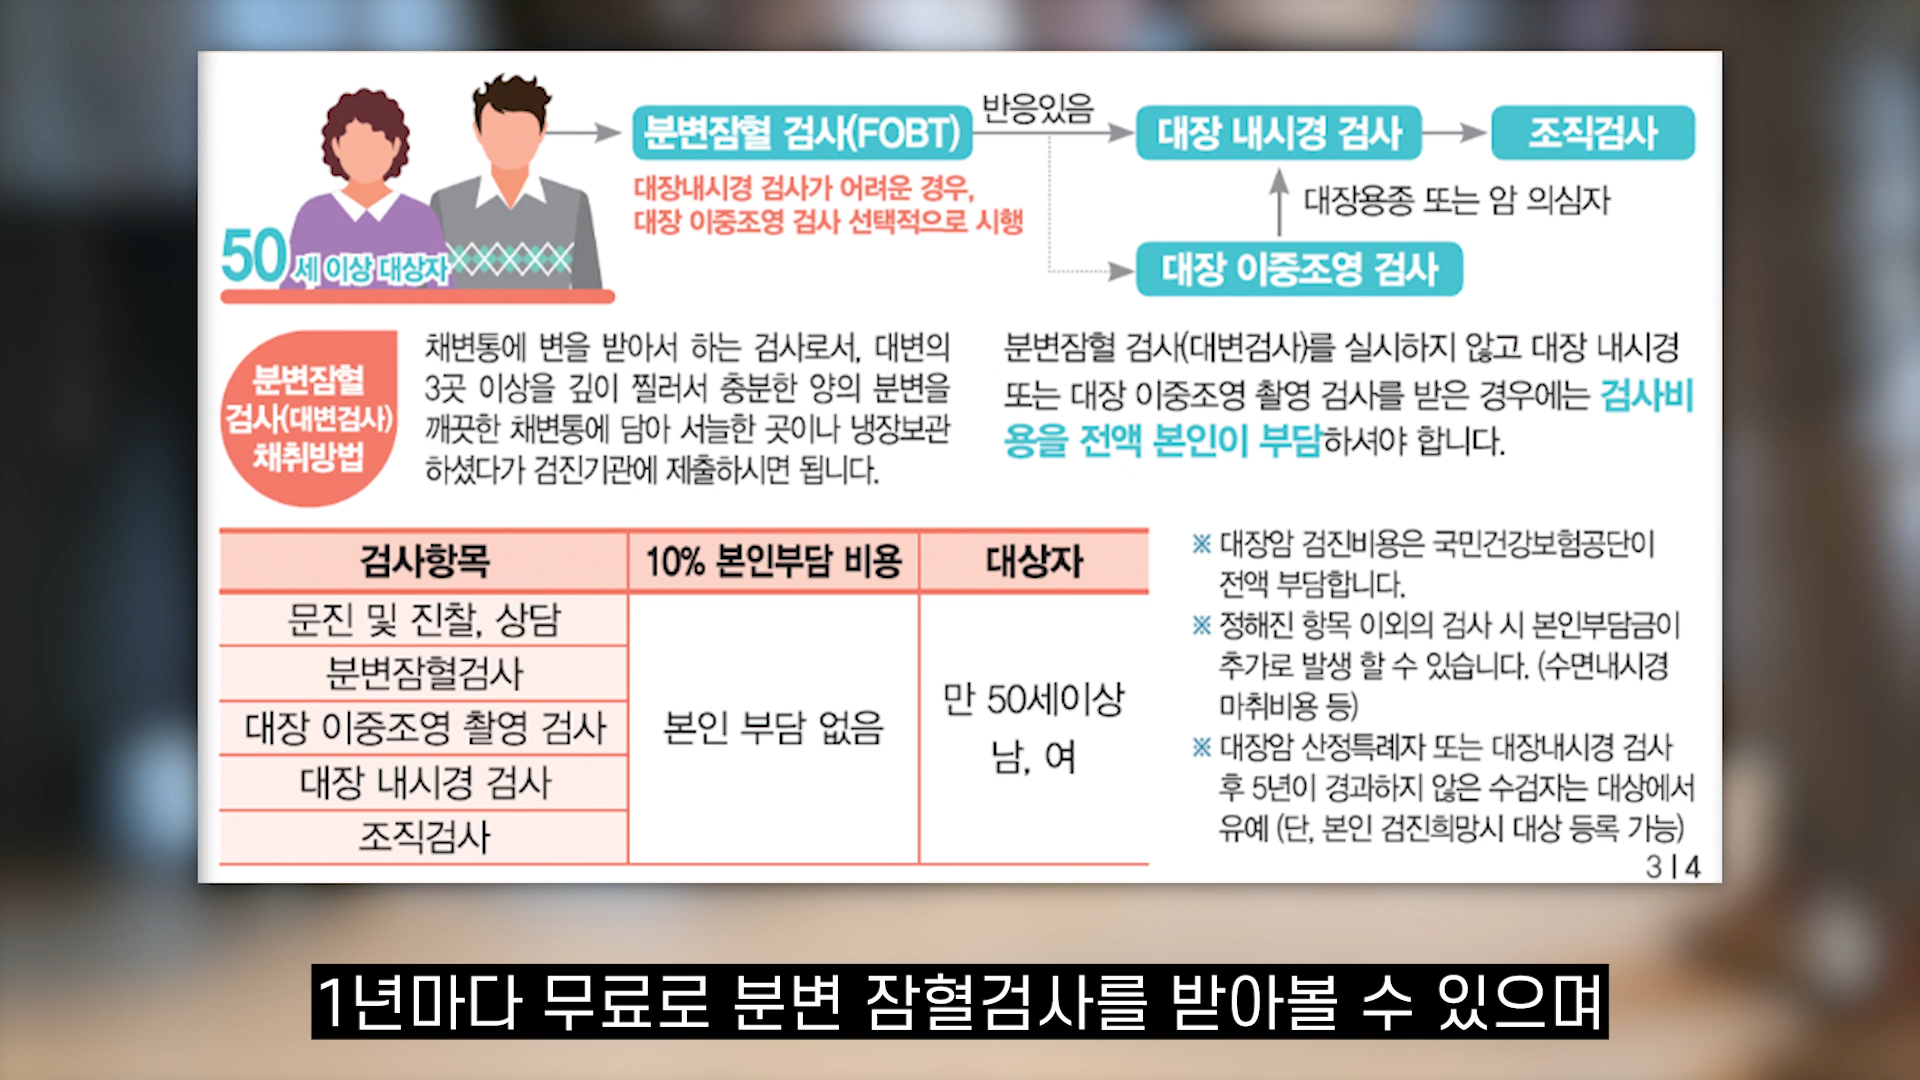 50세 이상 대상자
분변잠혈 검사(FOBT)
반응있음
대장 내시경 검사
조직검사
대장내시경 검사가 어려운 경우,
대장 이중조영 검사 선택적으로 시행
대장용종 또는 암 의심자
대장 이중조영 검사
분변잠혈
검사(대변검사)
채취방법
채변통에 변을 받아서 하는 검사로서, 대변의
3곳 이상을 깊이 찔러서 충분한 양의 분변을
깨끗한 채변통에 담아 서늘한 곳이나 냉장보관
하셨다가 검진기관에 제출하시면 됩니다.
분변잠혈 검사(대변검사)를 실시하지 않고 대장 내시경
또는 대장 이중조영 촬영 검사를 받은 경우에는 검사비
용을 전액 본인이 부담하셔야 합니다.
검사항목
10% 본인부담 비용
대상자
문진 및 진찰, 상담
분변잠혈검사
대장 이중조영 촬영 검사
대장 내시경 검사
조직검사
본인 부담 없음
만 50세이상
남, 여
※ 대장암 검진비용은 국민건강보험공단이
전액 부담합니다.
※ 정해진 항목 이외의 검사 시 본인부담금이
추가로 발생 할 수 있습니다. (수면내시경
마취비용 등)
※ 대장암 산정특례자 또는 대장내시경 검사
후 5년이 경과하지 않은 수검자는 대상에서
유예 (단, 본인 검진희망시 대상 등록 가능)
3 | 4
1년마다 무료로 분변 잠혈검사를 받아볼 수 있으며